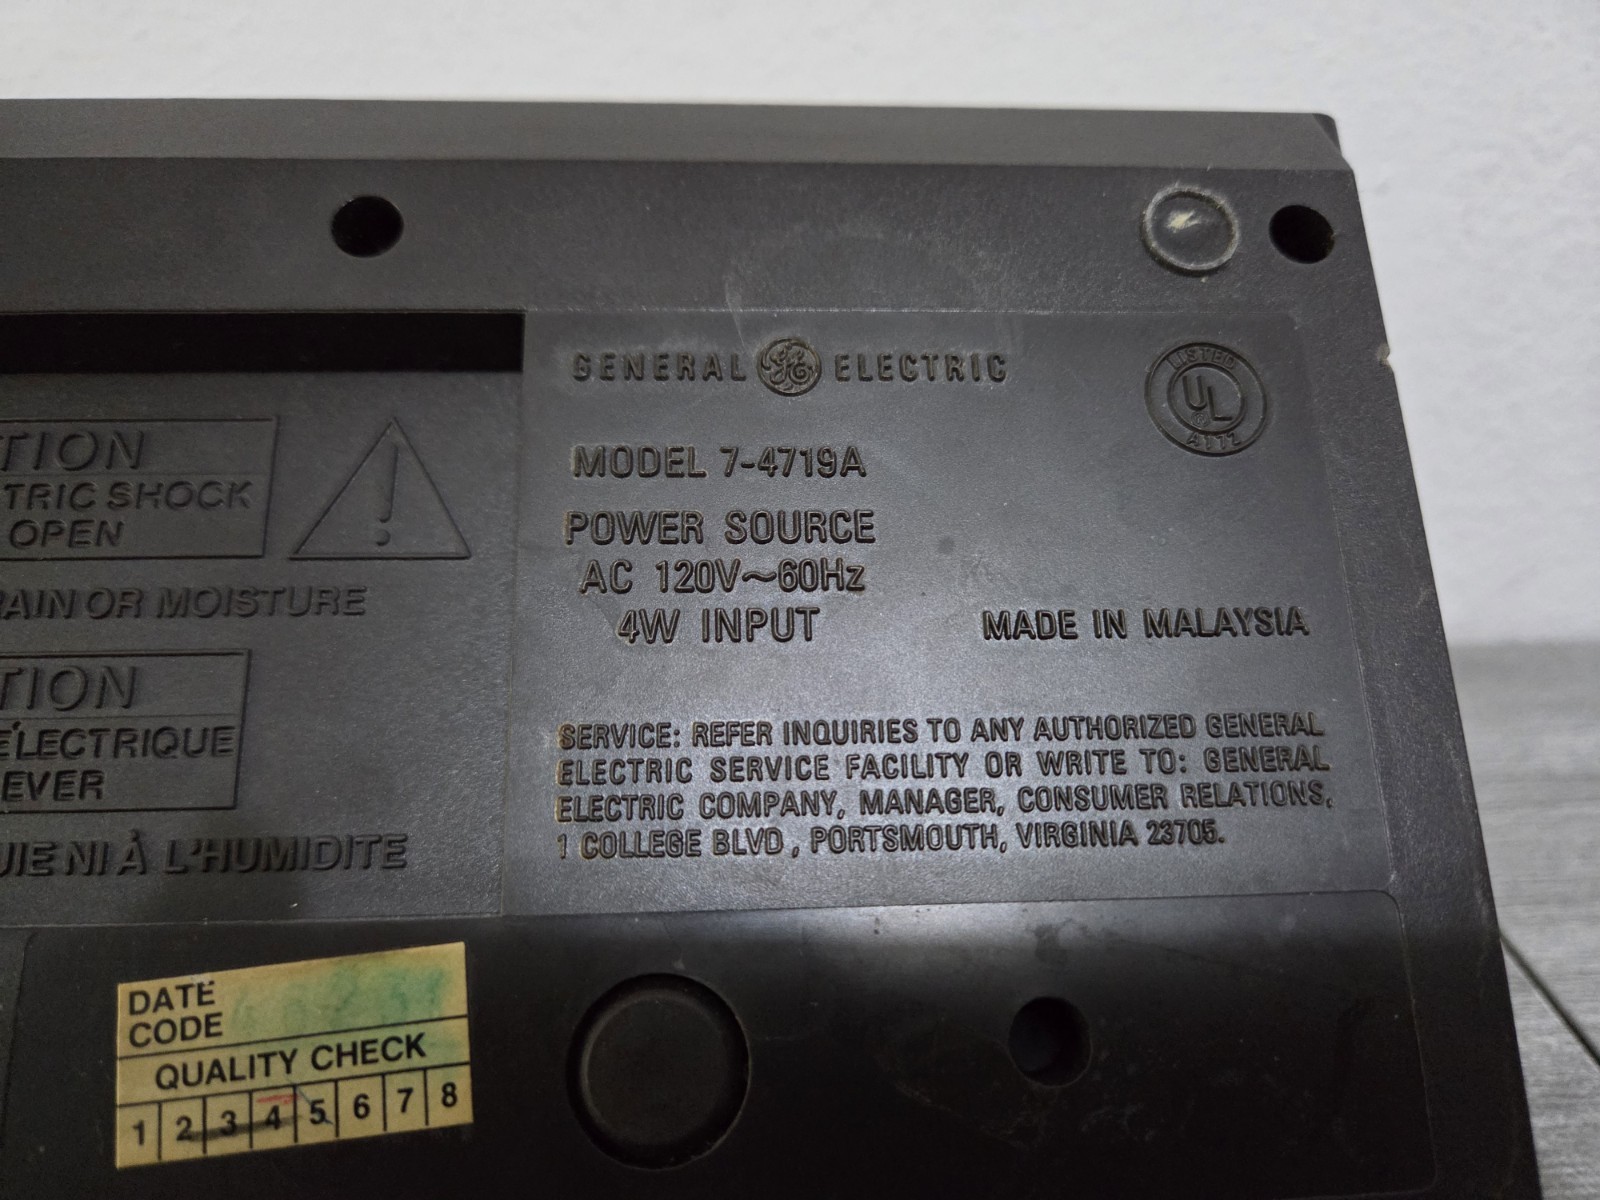 TION
TRIC SHOCK
OPEN
!
RAIN OR MOISTURE
TION
ÉLECTRIQUE
EVER
UIE NI À L'HUMIDITE
GENERAL GE ELECTRIC
LISTED
UL
®
A172
MODEL 7-4719A
POWER SOURCE
AC 120V~60Hz
4W INPUT
MADE IN MALAYSIA
SERVICE: REFER INQUIRIES TO ANY AUTHORIZED GENERAL
ELECTRIC SERVICE FACILITY OR WRITE TO: GENERAL
ELECTRIC COMPANY, MANAGER, CONSUMER RELATIONS,
1 COLLEGE BLVD, PORTSMOUTH, VIRGINIA 23705.
DATE
CODE
QUALITY CHECK
1 2 3 4 5 6 7 8